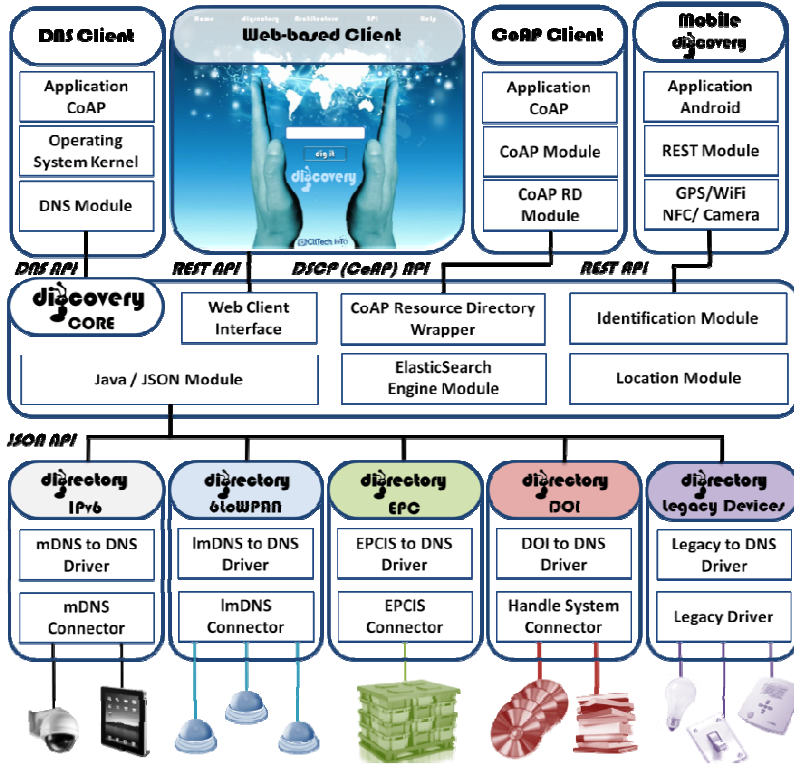 DNS Client
Application
CoAP
Operating
System Kernel
DNS Module
Home digrectory Architecture API Help
Web-based Client
dig it
digcovery
CoAP Client
Application
CoAP
CoAP Module
CoAP RD
Module
Mobile
digcovery
Application
Android
REST Module
GPS/WiFi
NFC/ Camera
DNS API
REST API
DSCP (CoAP) API
REST API
digcovery
CORE
Web Client
Interface
CoAP Resource Directory
Wrapper
Identification Module
Java / JSON Module
ElasticSearch
Engine Module
Location Module
JSON API
digrectory
IPv6
mDNS to DNS
Driver
mDNS
Connector
digrectory
6loWPAN
lmDNS to DNS
Driver
lmDNS
Connector
digrectory
EPC
EPCIS to DNS
Driver
EPCIS
Connector
digrectory
DOI
DOI to DNS
Driver
Handle System
Connector
digrectory
Legacy Devices
Legacy to DNS
Driver
Legacy Driver